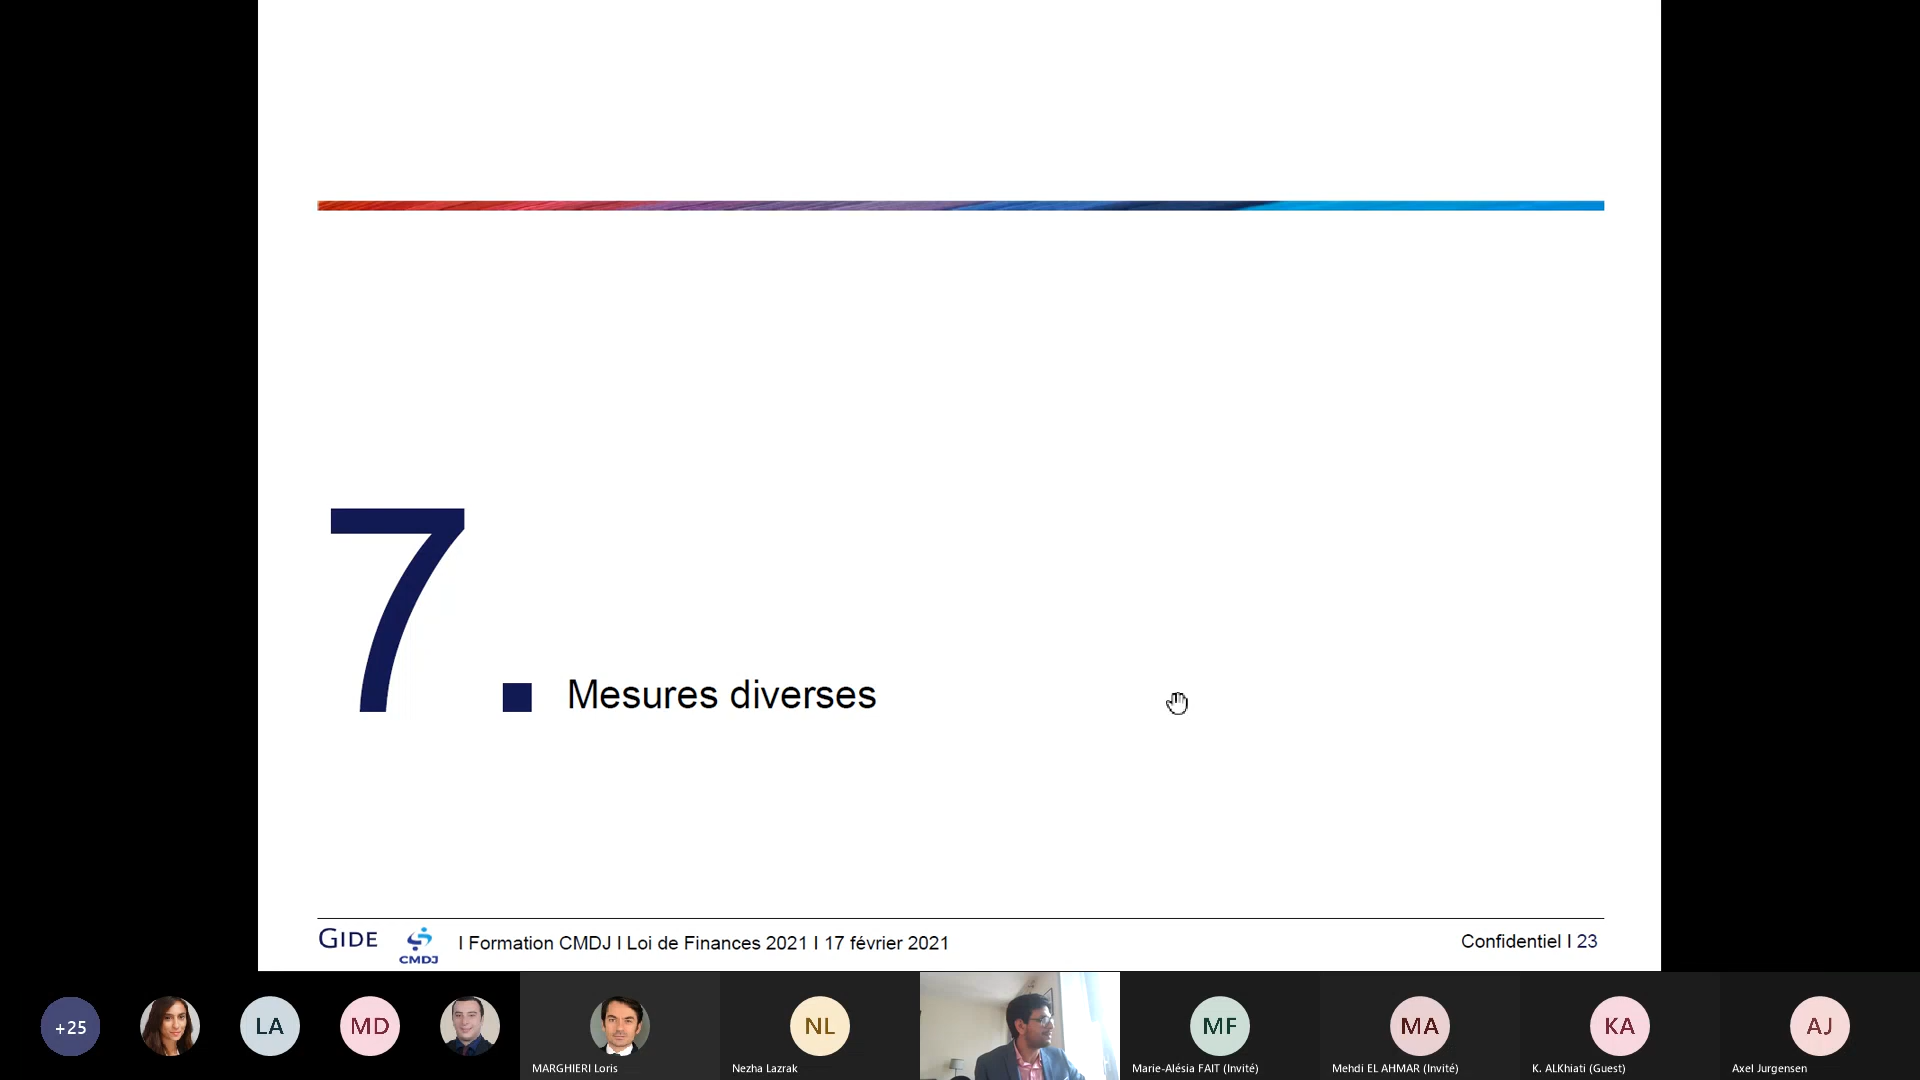 7. Mesures diverses
GIDE CMDJ I Formation CMDJ I Loi de Finances 2021 I 17 février 2021
Confidentiel I 23
+25
LA
MD
MARGHIERI Loris
NL
Nezha Lazrak
MF
Marie-Alésia FAIT (Invité)
MA
Mehdi EL AHMAR (Invité)
KA
K. ALKhiati (Guest)
AJ
Axel Jurgensen